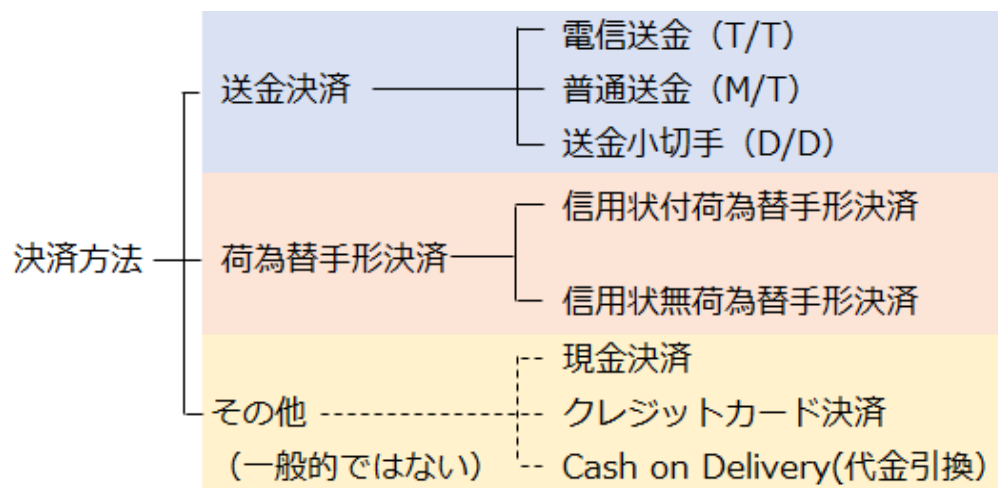 決済方法
送金決済
電信送金（T/T）
普通送金（M/T）
送金小切手（D/D）
荷為替手形決済
信用状付荷為替手形決済
信用状無荷為替手形決済
その他
（一般的ではない）
現金決済
クレジットカード決済
Cash on Delivery(代金引換）